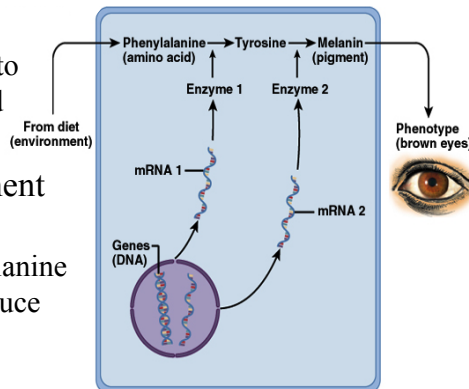 to
d
ment
lanine
uce
Phenylalanine
(amino acid)
Tyrosine
Melanin
(pigment)
Enzyme 1
Enzyme 2
From diet
(environment)
Phenotype
(brown eyes)
mRNA 1
mRNA 2
Genes
(DNA)